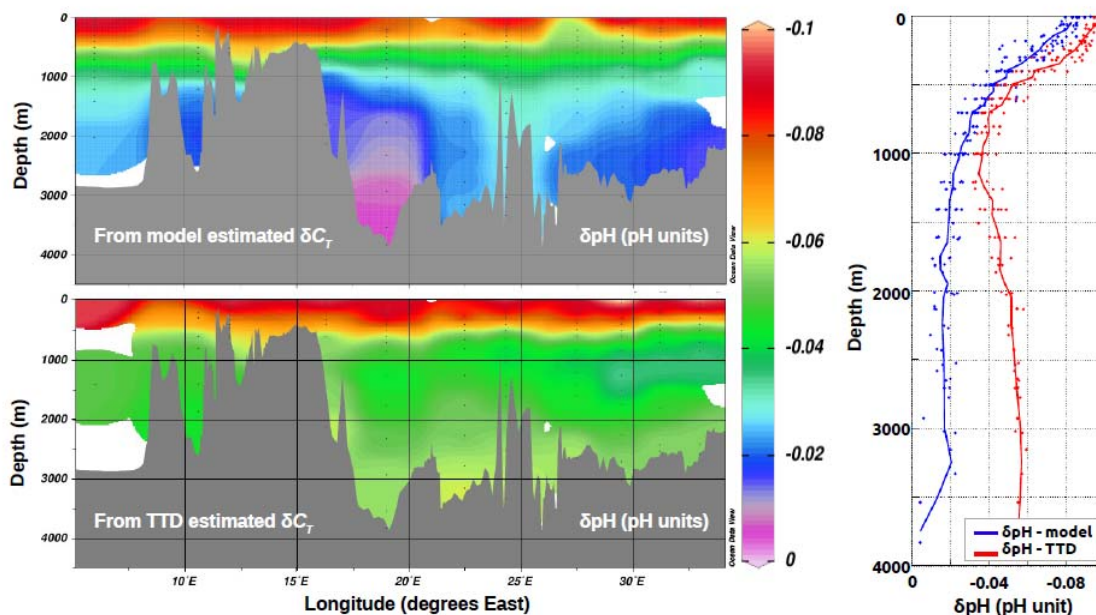 0
1000
2000
3000
4000
Depth (m)
From model estimated δCT
δpH (pH units)
Ocean Data View
0
1000
2000
3000
4000
Depth (m)
From TTD estimated δCT
δpH (pH units)
Ocean Data View
10°E
15°E
20°E
25°E
30°E
Longitude (degrees East)
-0.1
-0.08
-0.06
-0.04
-0.02
0
0
1000
2000
3000
4000
Depth (m)
δpH - model
δpH - TTD
0
-0.04
-0.08
δpH (pH unit)